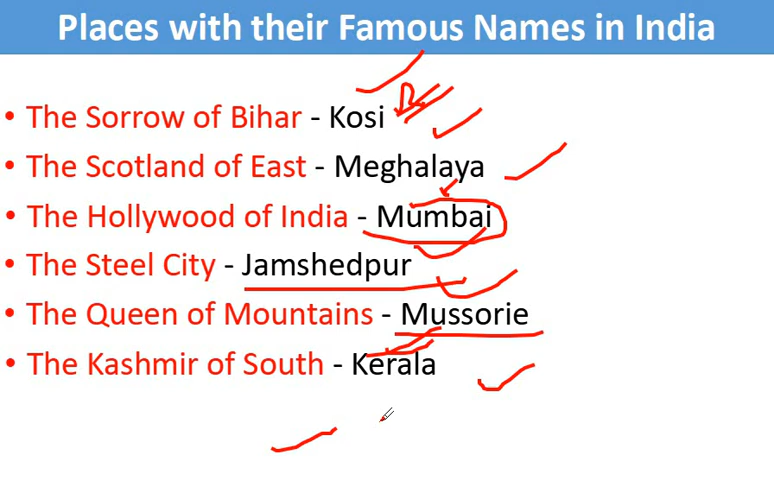 Places with their Famous Names in India
• The Sorrow of Bihar - Kosi
• The Scotland of East - Meghalaya
• The Hollywood of India - Mumbai
• The Steel City - Jamshedpur
• The Queen of Mountains - Mussorie
• The Kashmir of South - Kerala